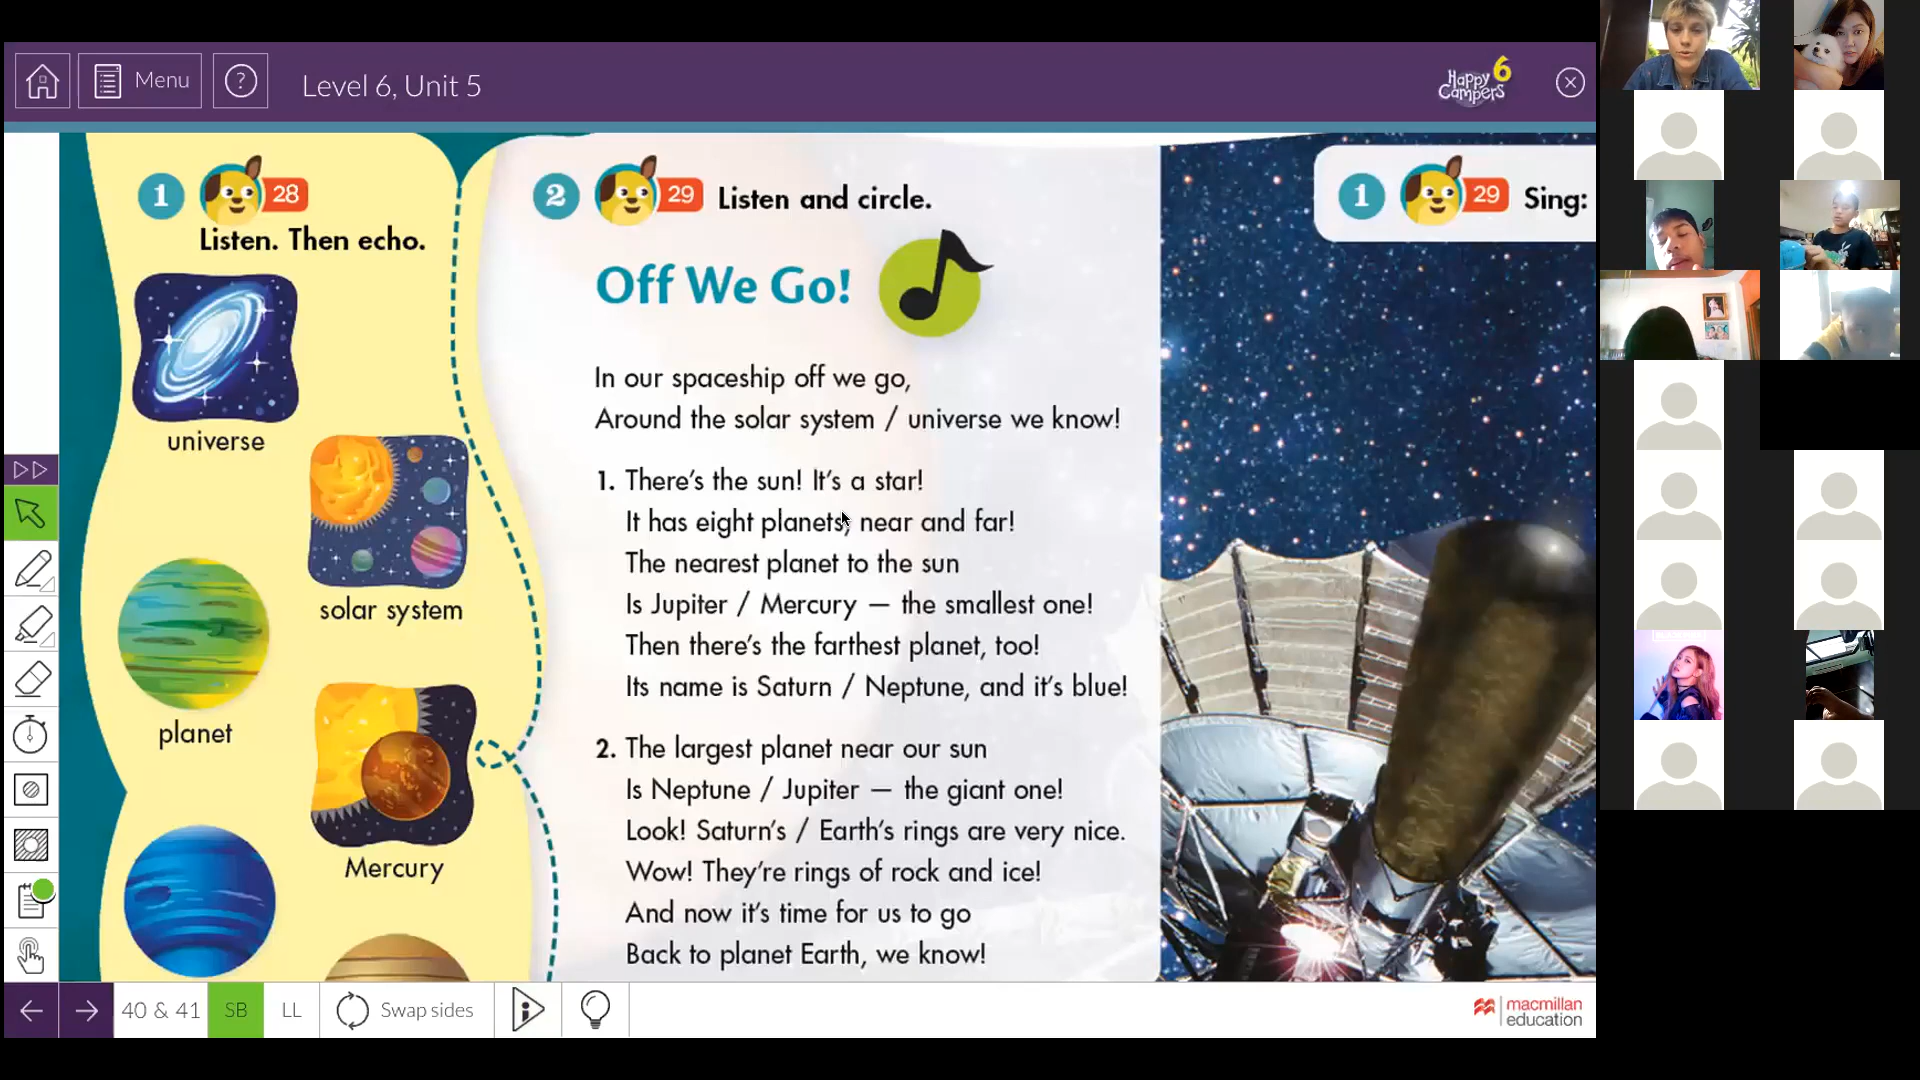 Menu
?
Level 6, Unit 5
Happy Campers 6
1 28
Listen. Then echo.
universe
solar system
planet
Mercury
2 29 Listen and circle.
Off We Go!
In our spaceship off we go,
Around the solar system / universe we know!
1. There's the sun! It's a star!
It has eight planets, near and far!
The nearest planet to the sun
Is Jupiter / Mercury — the smallest one!
Then there's the farthest planet, too!
Its name is Saturn / Neptune, and it's blue!
2. The largest planet near our sun
Is Neptune / Jupiter — the giant one!
Look! Saturn's / Earth's rings are very nice.
Wow! They're rings of rock and ice!
And now it's time for us to go
Back to planet Earth, we know!
1 29 Sing:
40 & 41
SB
LL
Swap sides
macmillan
education